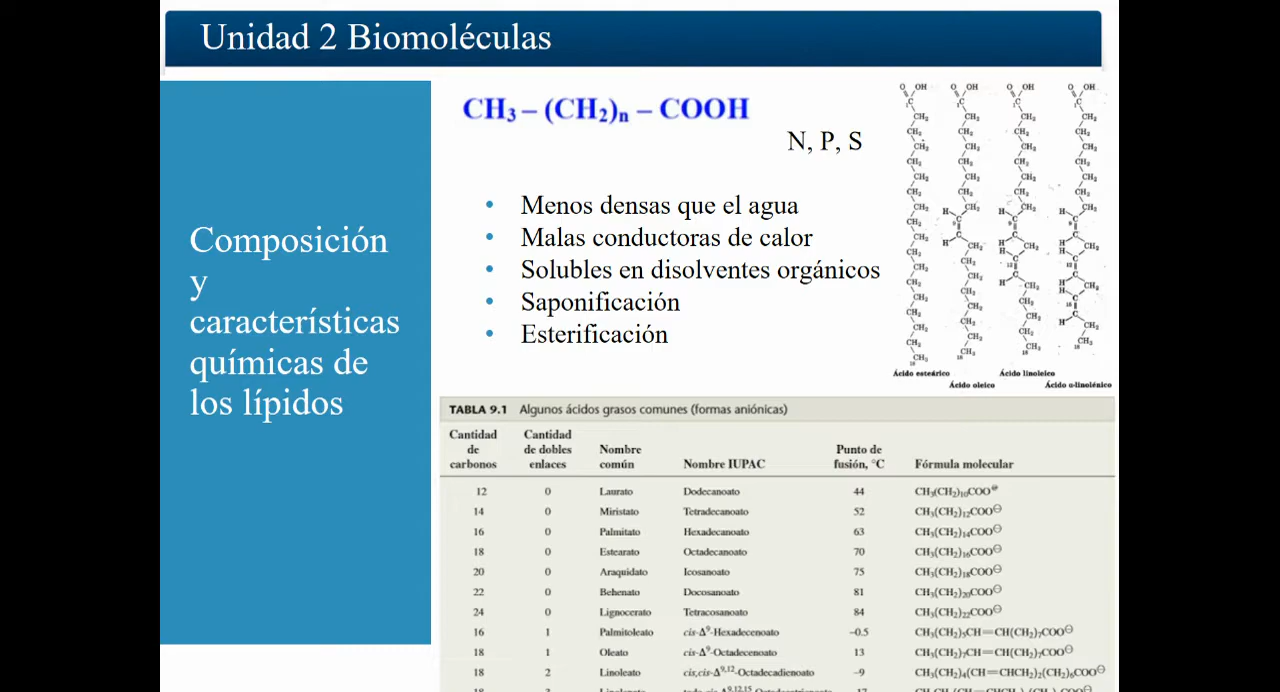 Unidad 2 Biomoléculas
Composición
y
características
químicas de
los lípidos
CH₃ – (CH₂)ₙ – COOH
N, P, S
• Menos densas que el agua
• Malas conductoras de calor
• Solubles en disolventes orgánicos
• Saponificación
• Esterificación
Ácido esteárico
Ácido oleico
Ácido linoleico
Ácido α-linolénico
TABLA 9.1 Algunos ácidos grasos comunes (formas aniónicas)
Cantidad de carbonos Cantidad de dobles enlaces Nombre común Nombre IUPAC Punto de fusión, °C Fórmula molecular
12 0 Laurato Dodecanoato 44 CH₃(CH₂)₁₀COO⊖
14 0 Miristato Tetradecanoato 52 CH₃(CH₂)₁₂COO⊖
16 0 Palmitato Hexadecanoato 63 CH₃(CH₂)₁₄COO⊖
18 0 Estearato Octadecanoato 70 CH₃(CH₂)₁₆COO⊖
20 0 Araquidato Icosanoato 75 CH₃(CH₂)₁₈COO⊖
22 0 Behenato Docosanoato 81 CH₃(CH₂)₂₀COO⊖
24 0 Lignocerato Tetracosanoato 84 CH₃(CH₂)₂₂COO⊖
16 1 Palmitoleato cis-Δ⁹-Hexadecenoato −0.5 CH₃(CH₂)₅CH=CH(CH₂)₇COO⊖
18 1 Oleato cis-Δ⁹-Octadecenoato 13 CH₃(CH₂)₇CH=CH(CH₂)₇COO⊖
18 2 Linoleato cis,cis-Δ⁹,¹²-Octadecadienoato −9 CH₃(CH₂)₄(CH=CHCH₂)₂(CH₂)₆COO⊖